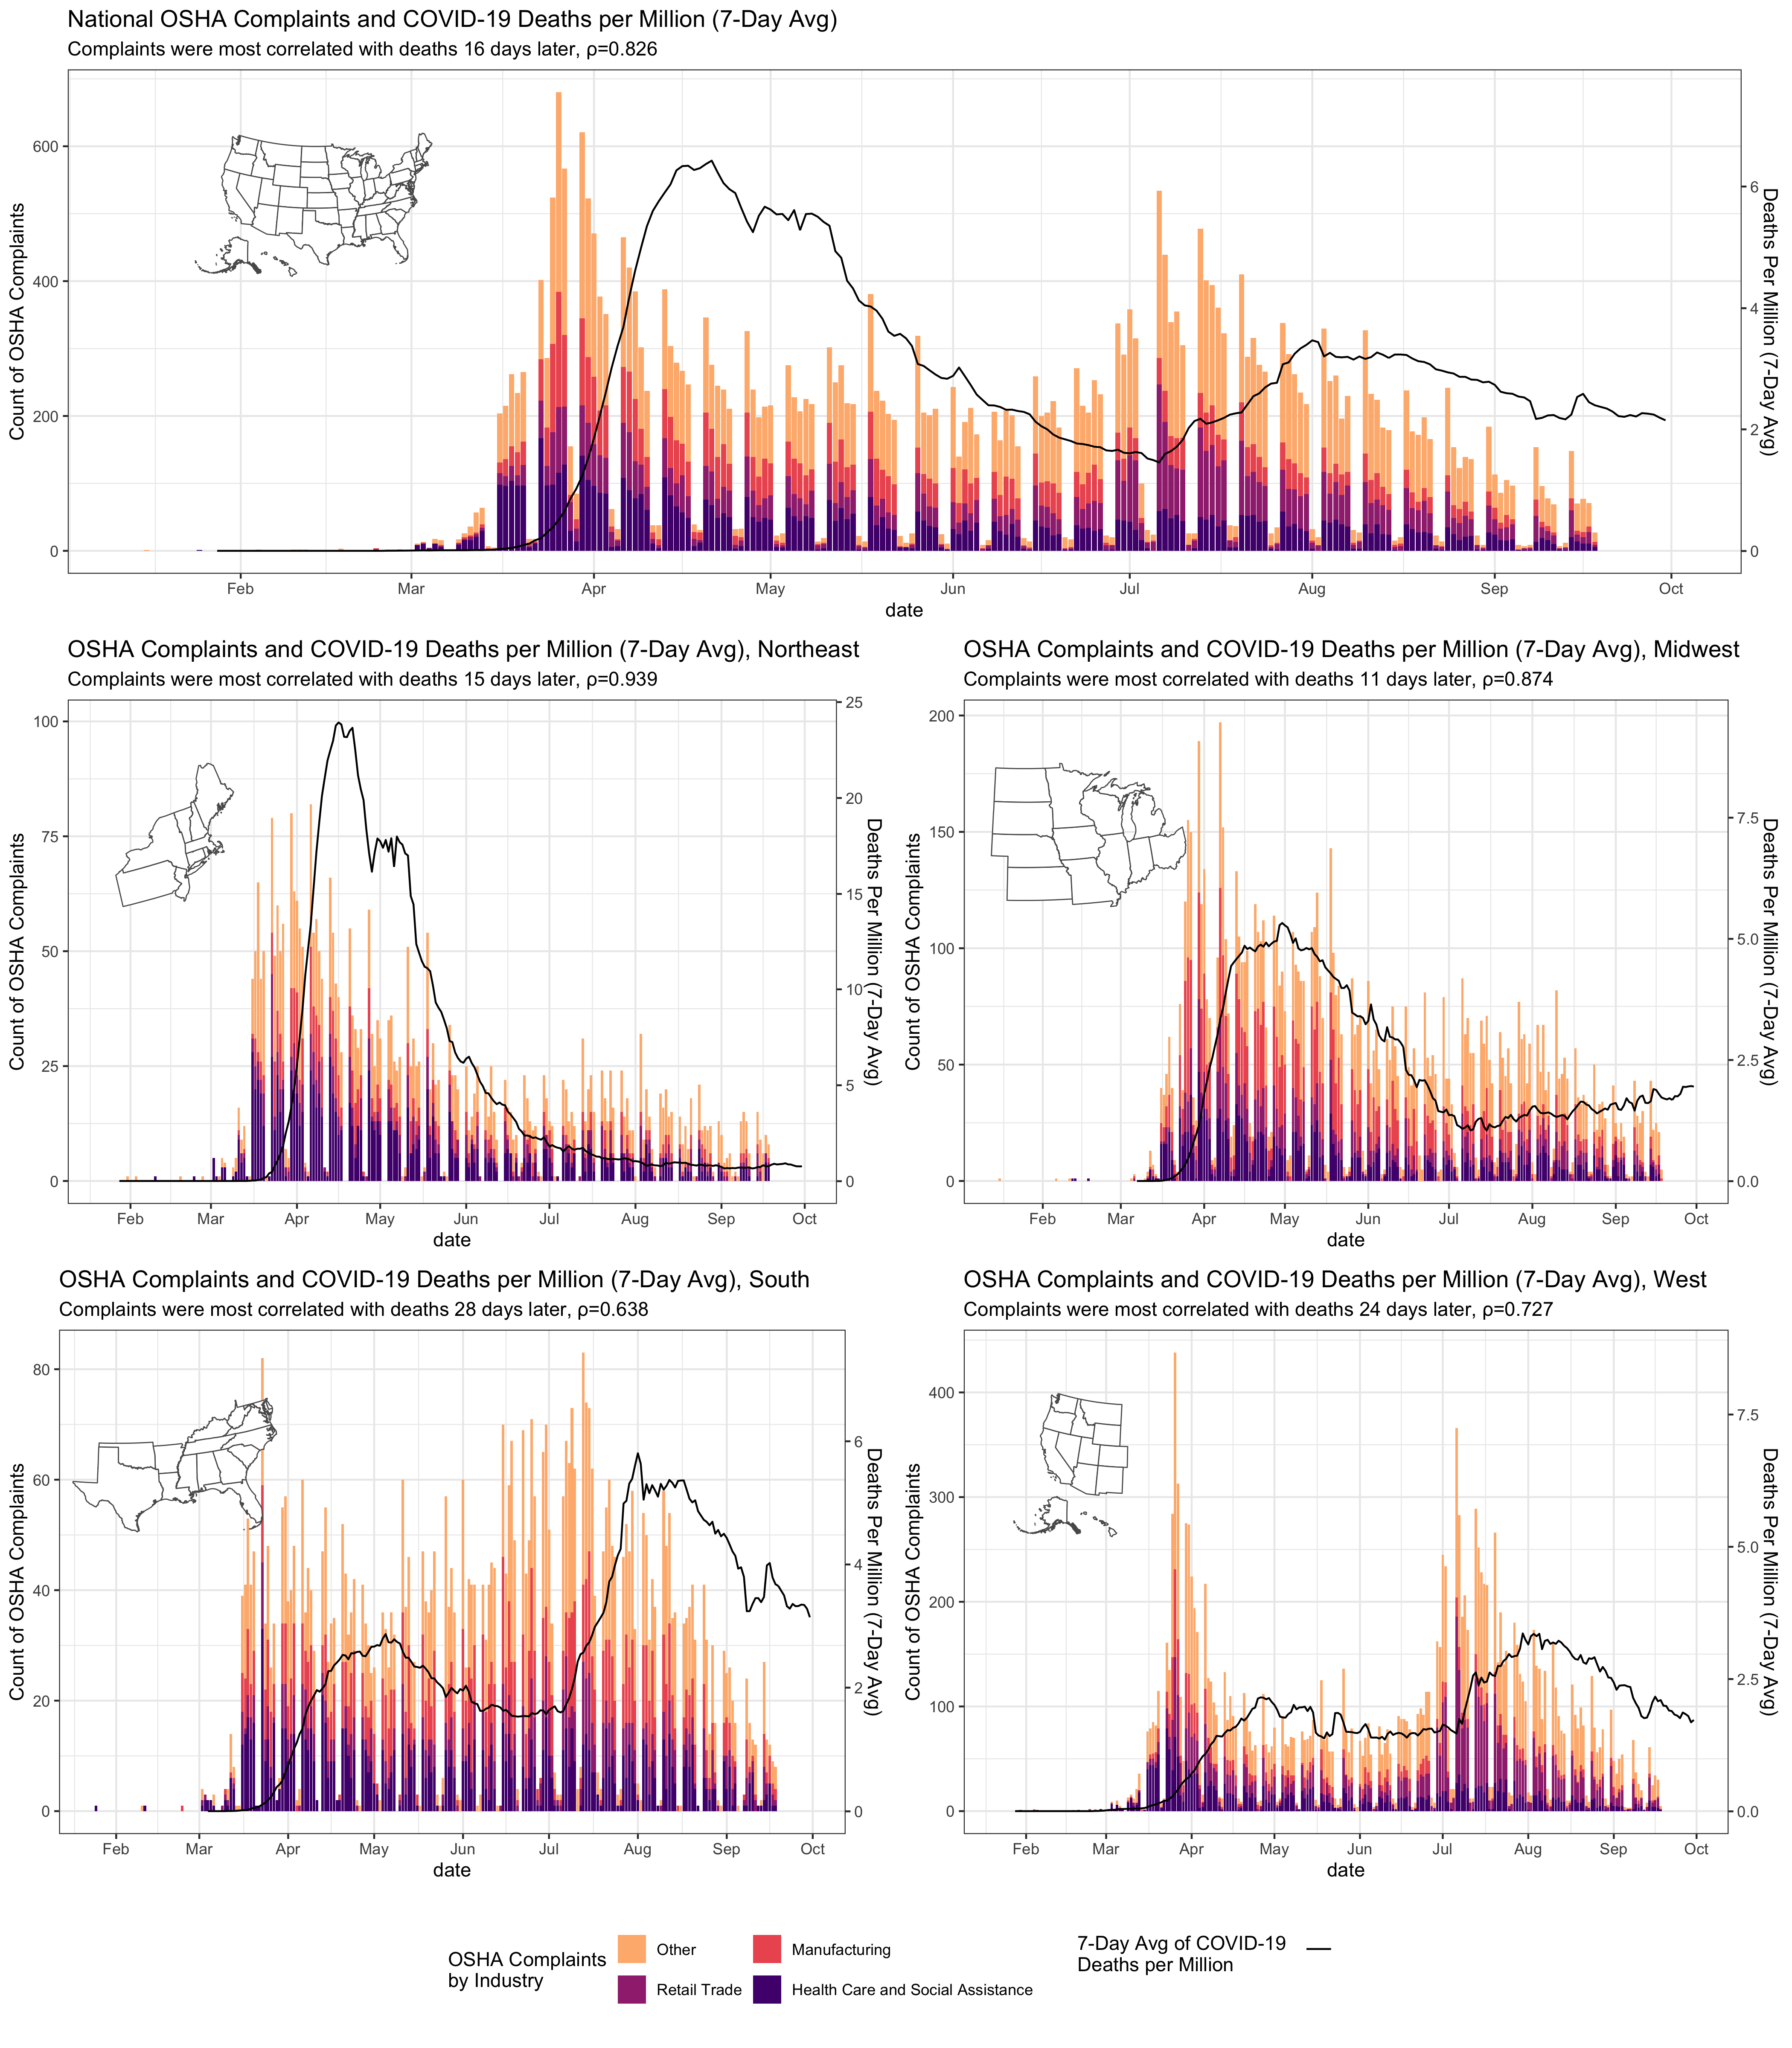 National OSHA Complaints and COVID-19 Deaths per Million (7-Day Avg)
Complaints were most correlated with deaths 16 days later, ρ=0.826
Count of OSHA Complaints
600
400
200
0
Deaths Per Million (7-Day Avg)
6
4
2
0
Feb Mar Apr May Jun Jul Aug Sep Oct
date
OSHA Complaints and COVID-19 Deaths per Million (7-Day Avg), Northeast
Complaints were most correlated with deaths 15 days later, ρ=0.939
Count of OSHA Complaints
100
75
50
25
0
Deaths Per Million (7-Day Avg)
25
20
15
10
5
0
Feb Mar Apr May Jun Jul Aug Sep Oct
date
OSHA Complaints and COVID-19 Deaths per Million (7-Day Avg), Midwest
Complaints were most correlated with deaths 11 days later, ρ=0.874
Count of OSHA Complaints
200
150
100
50
0
Deaths Per Million (7-Day Avg)
7.5
5.0
2.5
0.0
Feb Mar Apr May Jun Jul Aug Sep Oct
date
OSHA Complaints and COVID-19 Deaths per Million (7-Day Avg), South
Complaints were most correlated with deaths 28 days later, ρ=0.638
Count of OSHA Complaints
80
60
40
20
0
Deaths Per Million (7-Day Avg)
6
4
2
0
Feb Mar Apr May Jun Jul Aug Sep Oct
date
OSHA Complaints and COVID-19 Deaths per Million (7-Day Avg), West
Complaints were most correlated with deaths 24 days later, ρ=0.727
Count of OSHA Complaints
400
300
200
100
0
Deaths Per Million (7-Day Avg)
7.5
5.0
2.5
0.0
Feb Mar Apr May Jun Jul Aug Sep Oct
date
OSHA Complaints
by Industry
Other
Manufacturing
Retail Trade
Health Care and Social Assistance
7-Day Avg of COVID-19
Deaths per Million